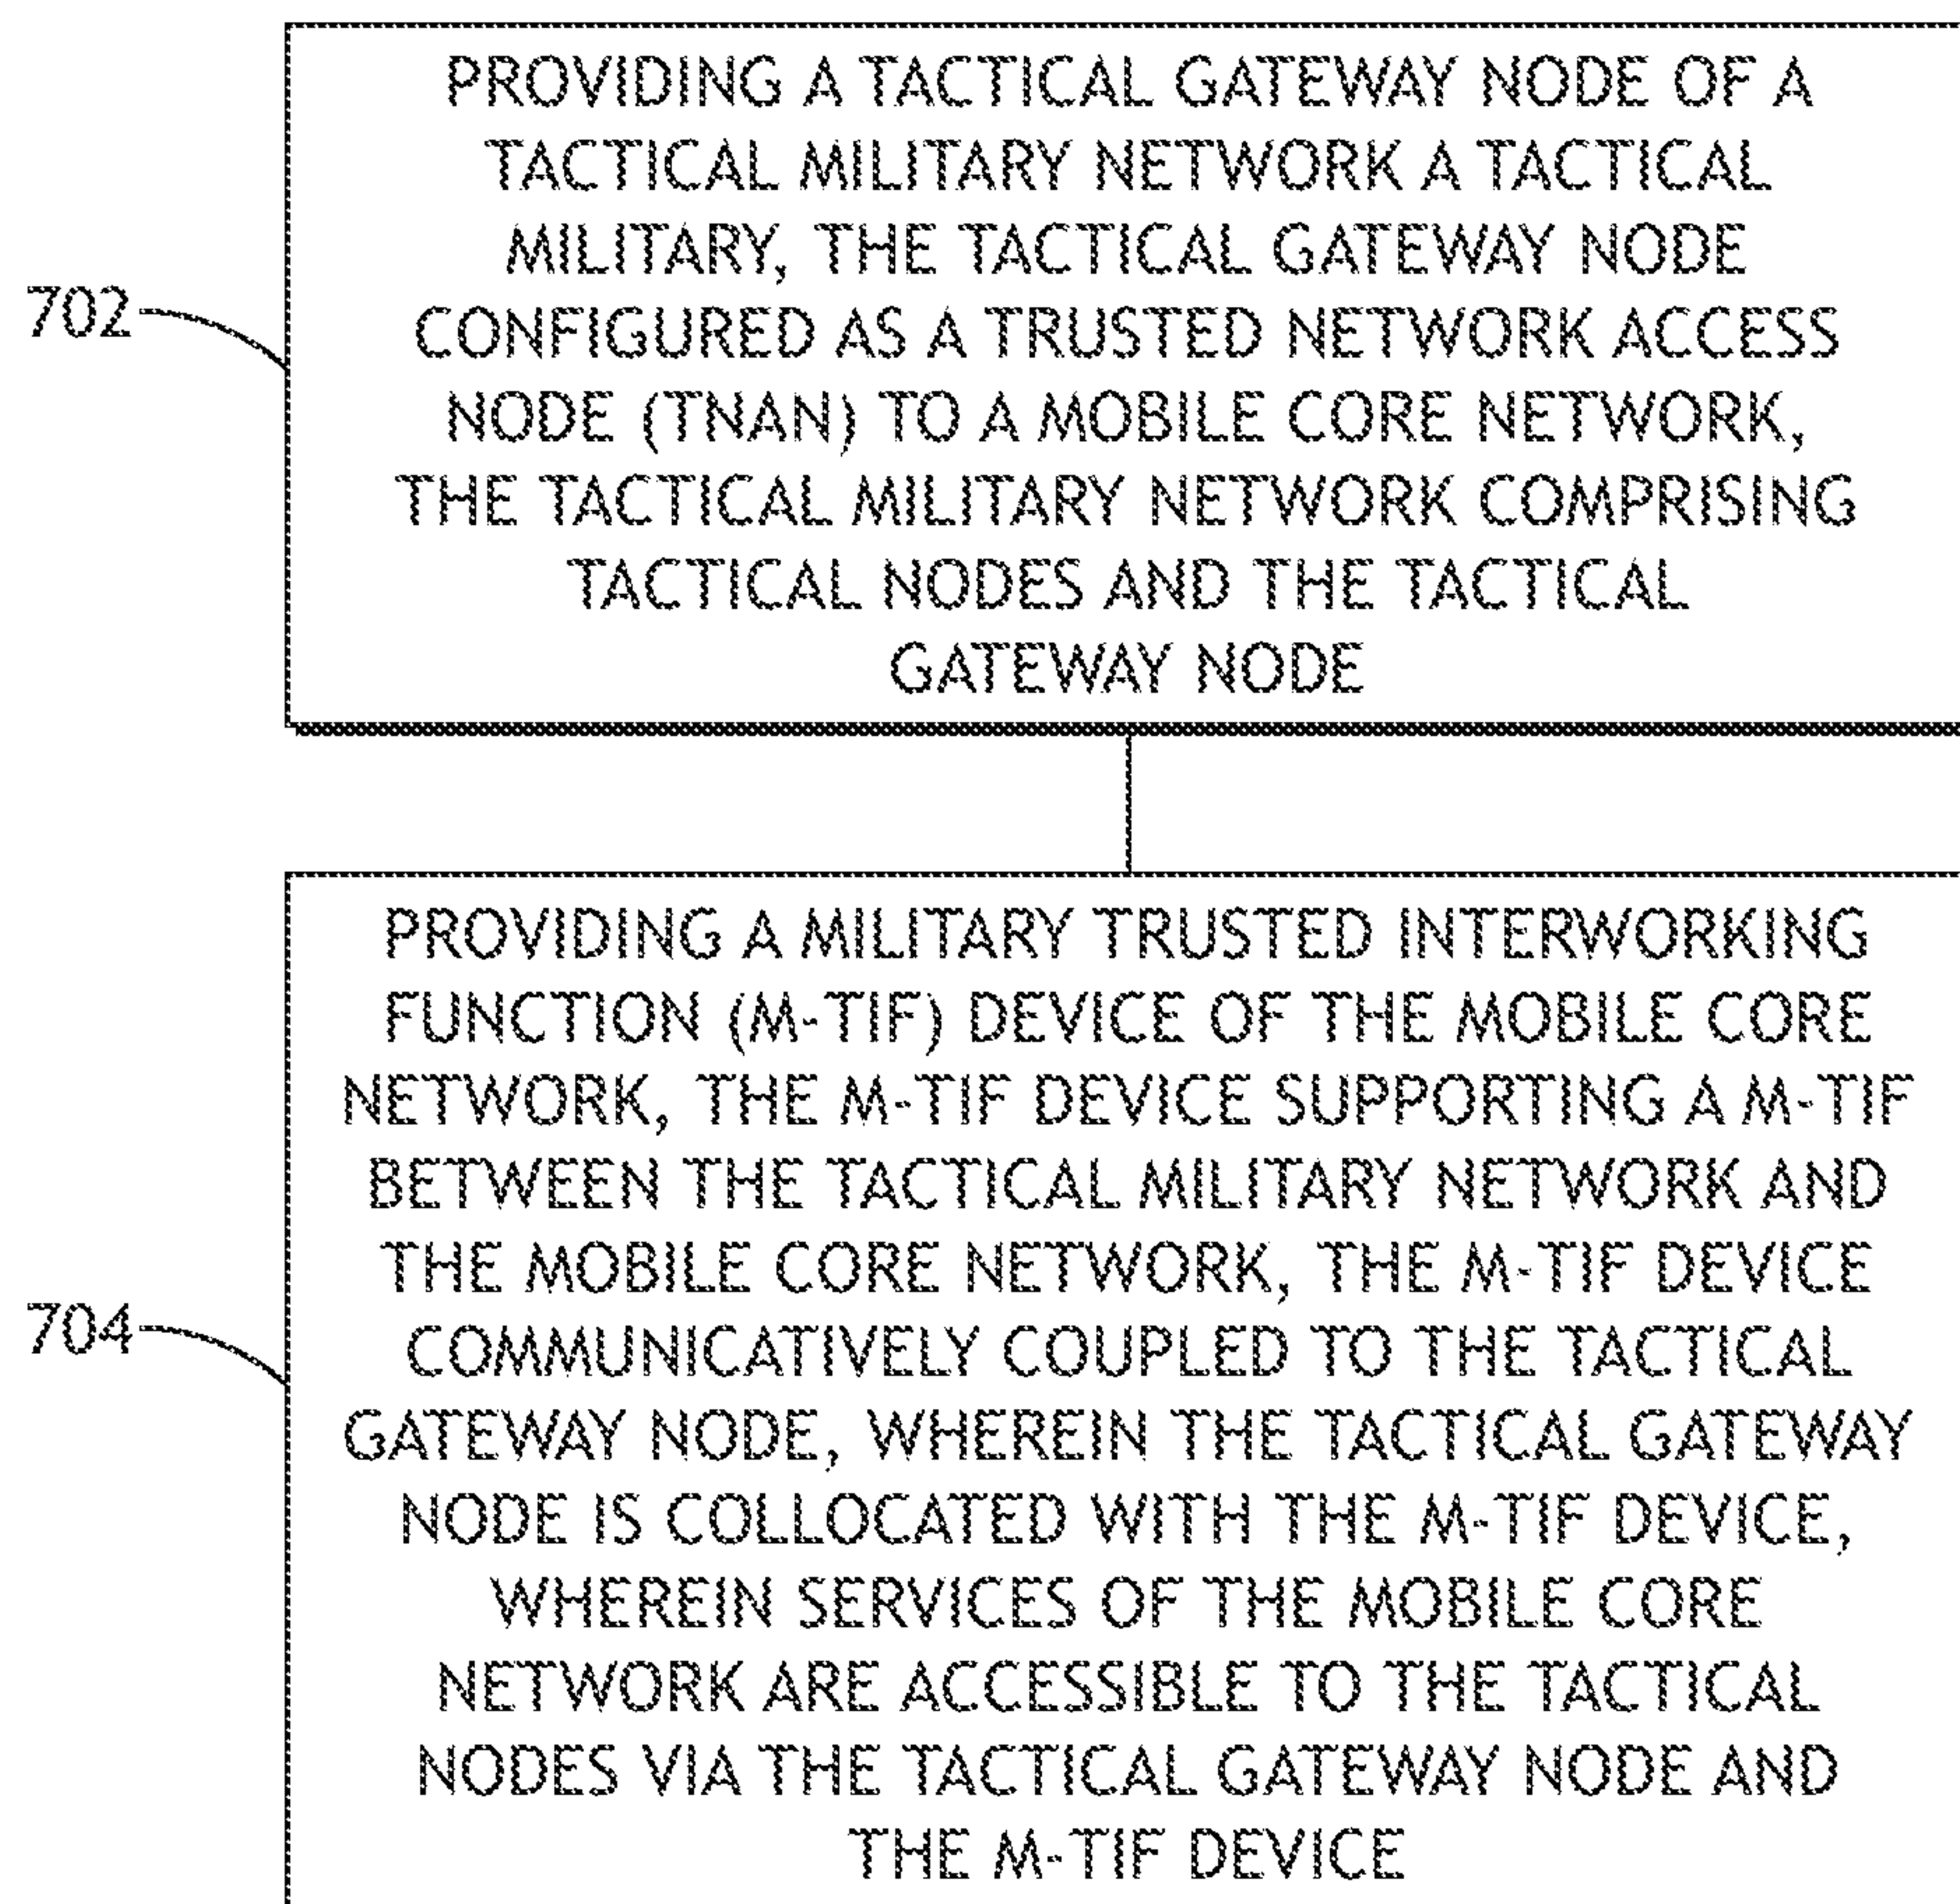 PROVIDING A TACTICAL GATEWAY NODE OF A
TACTICAL MILITARY NETWORK A TACTICAL
MILITARY, THE TACTICAL GATEWAY NODE
702
CONFIGURED AS A TRUSTED NETWORK ACCESS
NODE (TNAN) TO A MOBILE CORE NETWORK,
THE TACTICAL MILITARY NETWORK COMPRISING
TACTICAL NODES AND THE TACTICAL
GATEWAY NODE
PROVIDING A MILITARY TRUSTED INTERWORKING
FUNCTION (M-TIF) DEVICE OF THE MOBILE CORE
NETWORK, THE M-TIF DEVICE SUPPORTING A M-TIF
BETWEEN THE TACTICAL MILITARY NETWORK AND
THE MOBILE CORE NETWORK, THE M-TIF DEVICE
704
COMMUNICATIVELY COUPLED TO THE TACTICAL
GATEWAY NODE, WHEREIN THE TACTICAL GATEWAY
NODE IS COLLOCATED WITH THE M-TIF DEVICE,
WHEREIN SERVICES OF THE MOBILE CORE
NETWORK ARE ACCESSIBLE TO THE TACTICAL
NODES VIA THE TACTICAL GATEWAY NODE AND
THE M-TIF DEVICE